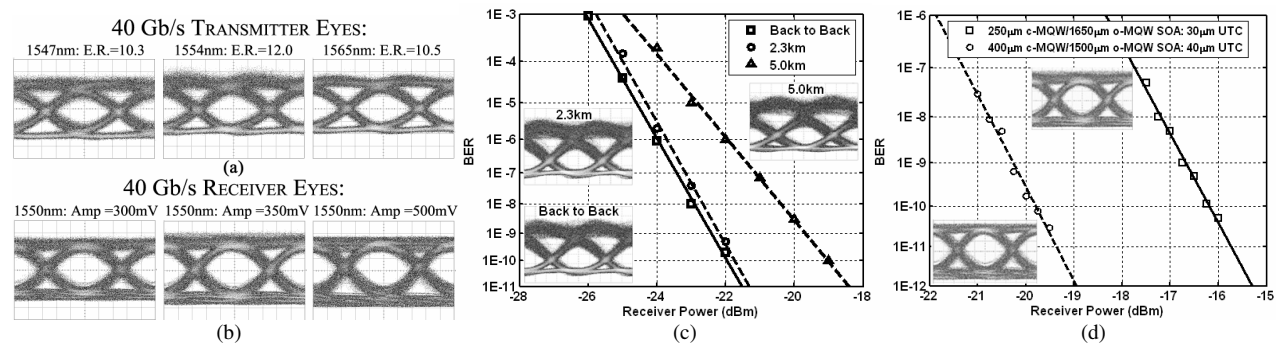 40 Gb/s TRANSMITTER EYES:
1547nm: E.R.=10.3 1554nm: E.R.=12.0 1565nm: E.R.=10.5
(a)
40 Gb/s RECEIVER EYES:
1550nm: Amp =300mV 1550nm: Amp =350mV 1550nm: Amp =500mV
(b)
1E-3
1E-4
1E-5
1E-6
1E-7
1E-8
1E-9
1E-10
1E-11
BER
Back to Back
2.3km
5.0km
5.0km
2.3km
Back to Back
-28 -26 -24 -22 -20 -18
Receiver Power (dBm)
(c)
1E-6
1E-7
1E-8
1E-9
1E-10
1E-11
1E-12
BER
250µm c-MQW/1650µm o-MQW SOA: 30µm UTC
400µm c-MQW/1500µm o-MQW SOA: 40µm UTC
-22 -21 -20 -19 -18 -17 -16 -15
Receiver Power (dBm)
(d)